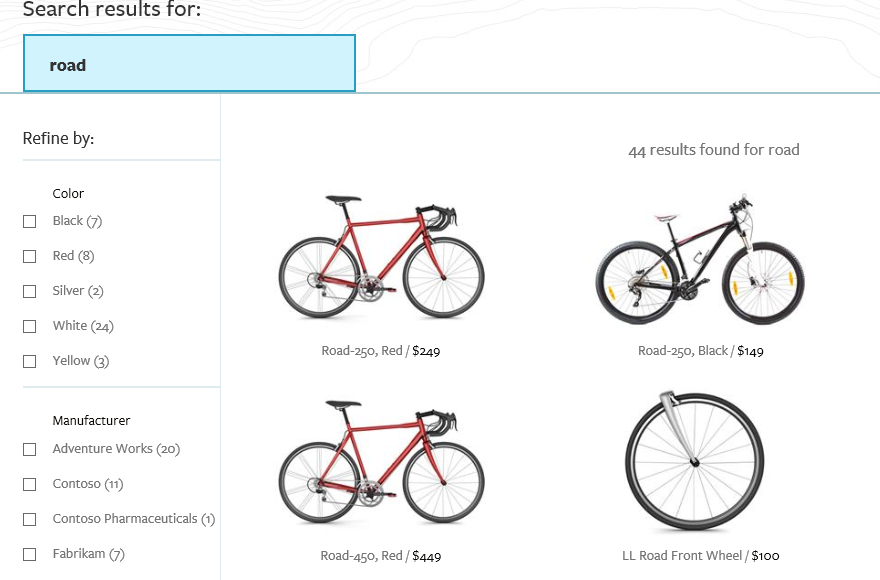 Search results for:
road
Refine by:
44 results found for road
Color
Black (7)
Red (8)
Silver (2)
White (24)
Yellow (3)
Manufacturer
Adventure Works (20)
Contoso (11)
Contoso Pharmaceuticals (1)
Fabrikam (7)
Road-250, Red / $249
Road-250, Black / $149
Road-450, Red / $449
LL Road Front Wheel / $100